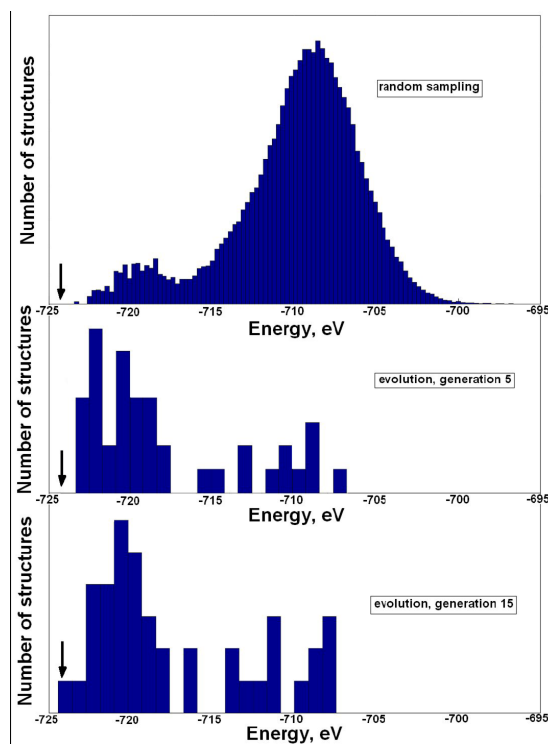 Number of structures
random sampling
-725 -720 -715 -710 -705 -700 -695
Energy, eV
Number of structures
evolution, generation 5
-725 -720 -715 -710 -705 -700 -695
Energy, eV
Number of structures
evolution, generation 15
-725 -720 -715 -710 -705 -700 -695
Energy, eV